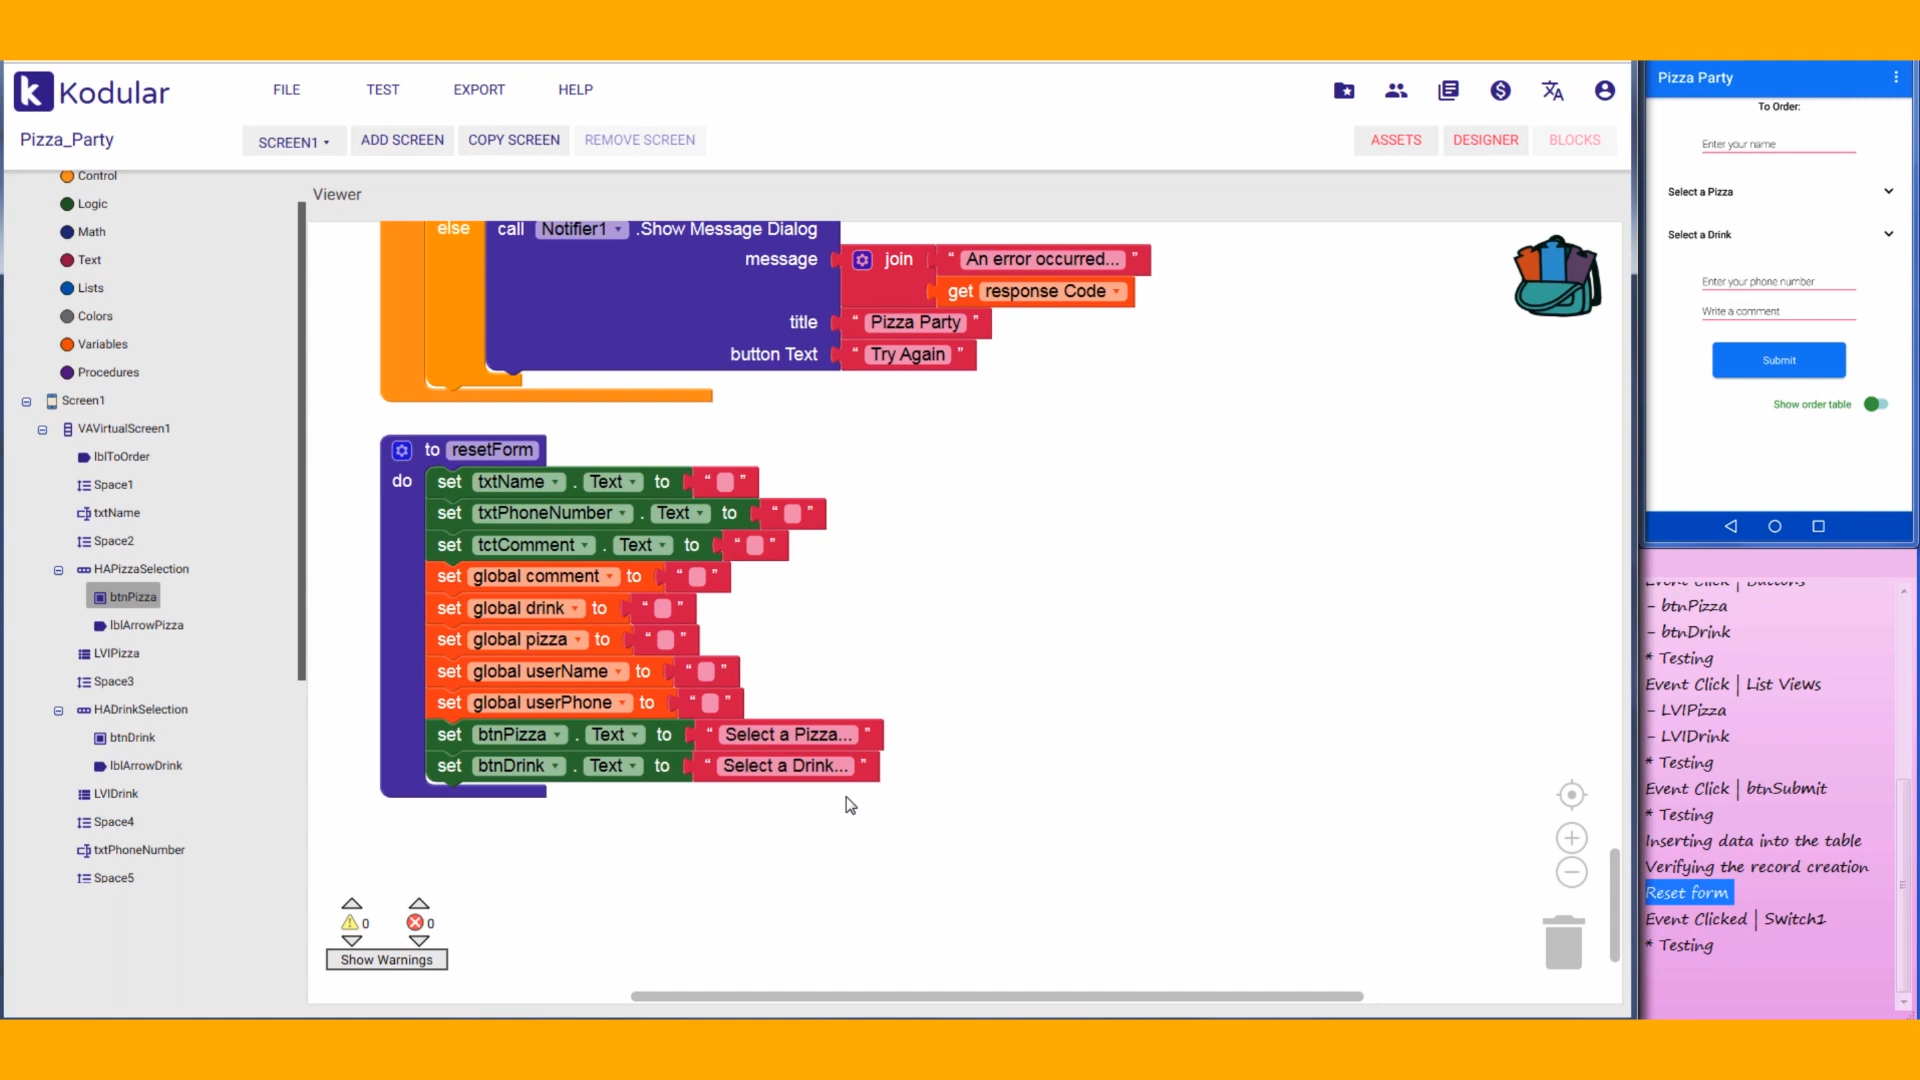 Kodular
FILE TEST EXPORT HELP
Pizza_Party
SCREEN1 ADD SCREEN COPY SCREEN REMOVE SCREEN
ASSETS DESIGNER BLOCKS
Control
Logic
Math
Text
Lists
Colors
Variables
Procedures
Screen1
VAVirtualScreen1
lblToOrder
Space1
txtName
Space2
HAPizzaSelection
btnPizza
lblArrowPizza
LVIPizza
Space3
HADrinkSelection
btnDrink
lblArrowDrink
LVIDrink
Space4
txtPhoneNumber
Space5
Viewer
else call Notifier1 .Show Message Dialog
message join “ An error occurred... ”
get response Code
title “ Pizza Party ”
button Text “ Try Again ”
to resetForm
do set txtName . Text to “ ”
set txtPhoneNumber . Text to “ ”
set tctComment . Text to “ ”
set global comment to “ ”
set global drink to “ ”
set global pizza to “ ”
set global userName to “ ”
set global userPhone to “ ”
set btnPizza . Text to “ Select a Pizza... ”
set btnDrink . Text to “ Select a Drink... ”
0 0
Show Warnings
Pizza Party
To Order:
Enter your name
Select a Pizza
Select a Drink
Enter your phone number
Write a comment
Submit
Show order table
Event Click | Buttons
- btnPizza
- btnDrink
* Testing
Event Click | List Views
- LVIPizza
- LVIDrink
* Testing
Event Click | btnSubmit
* Testing
Inserting data into the table
Verifying the record creation
Reset form
Event Clicked | Switch1
* Testing